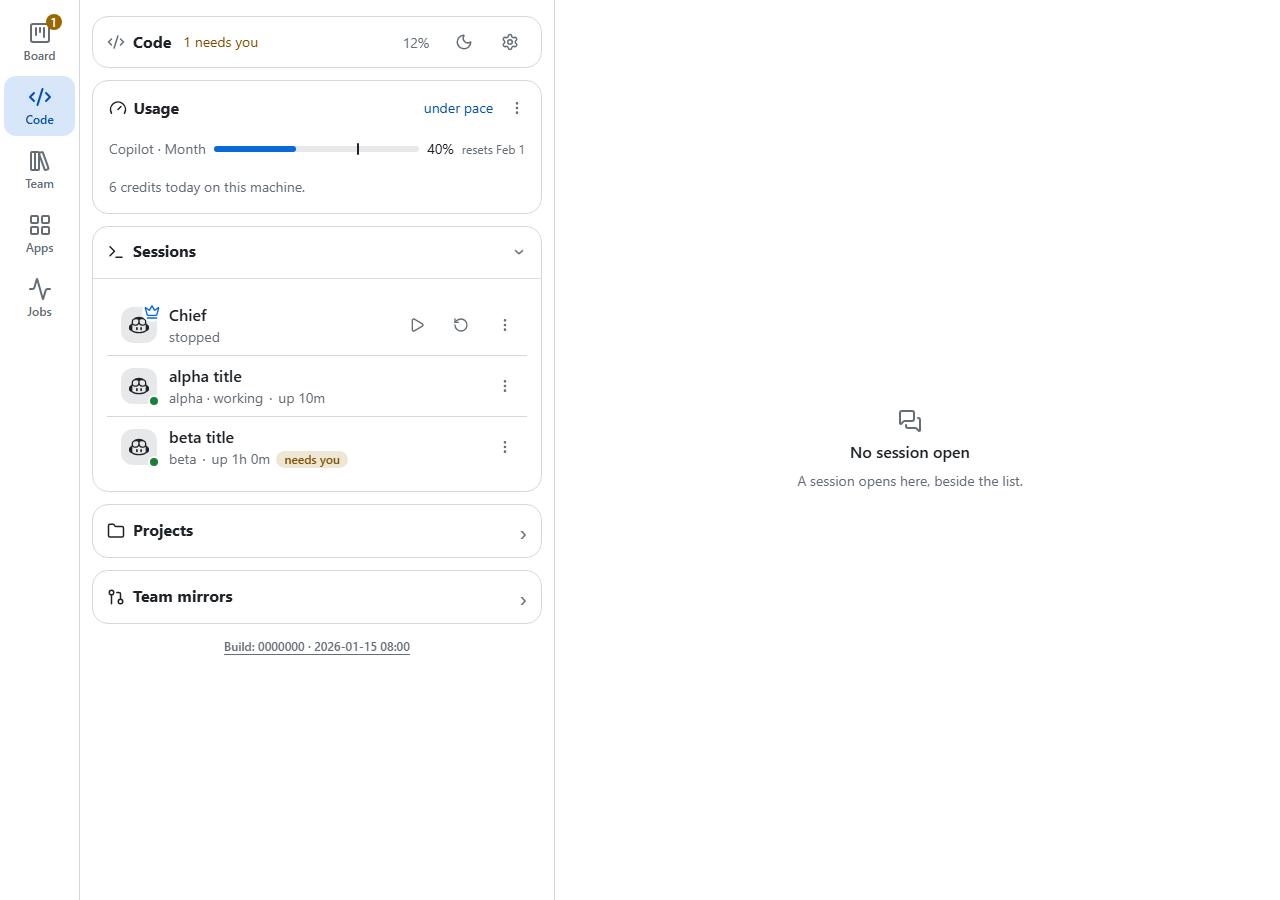 1
Board
Code
Team
Apps
Jobs
Code 1 needs you 12%
Usage under pace
Copilot · Month 40% resets Feb 1
6 credits today on this machine.
Sessions
Chief
stopped
alpha title
alpha · working · up 10m
beta title
beta · up 1h 0m needs you
Projects
Team mirrors
Build: 0000000 · 2026-01-15 08:00
No session open
A session opens here, beside the list.